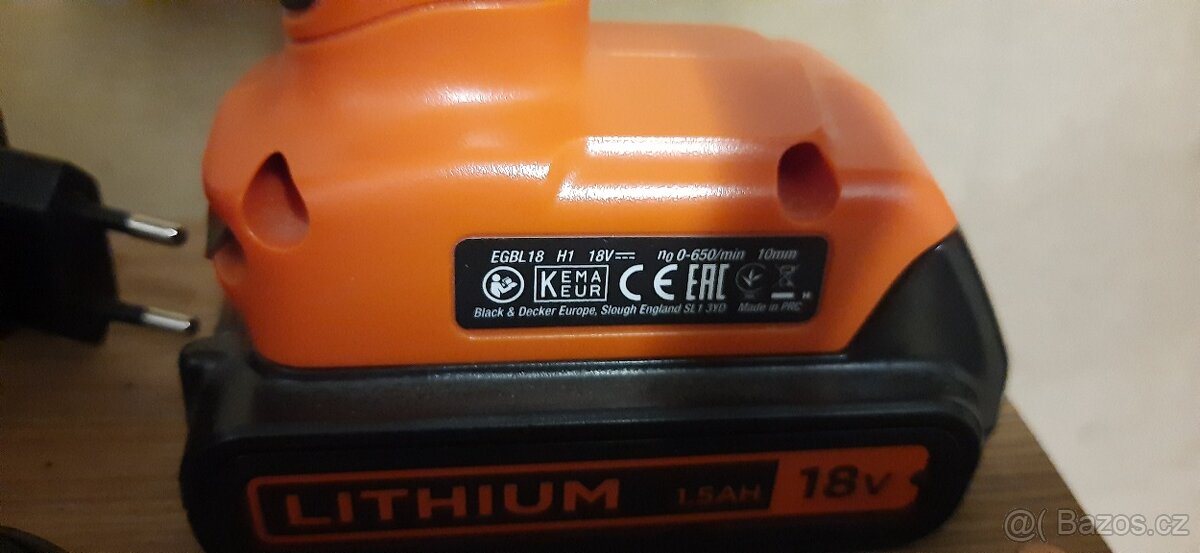 EGBL18 H1 18V n0 0-650/min 10mm
KEMA
KEUR CE EAC
Black & Decker Europe, Slough England SL1 3YD Made in PRC
LITHIUM 1.5AH 18V
@( Bazos.cz